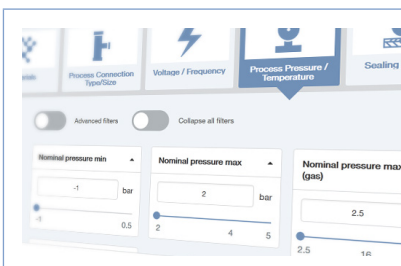 Process Connection
Type/Size
Voltage / Frequency
Process Pressure /
Temperature
Sealing
Advanced filters
Collapse all filters
Nominal pressure min
-1
bar
-1
0.5
Nominal pressure max
2
bar
2
4
5
Nominal pressure max
(gas)
2.5
2.5
16